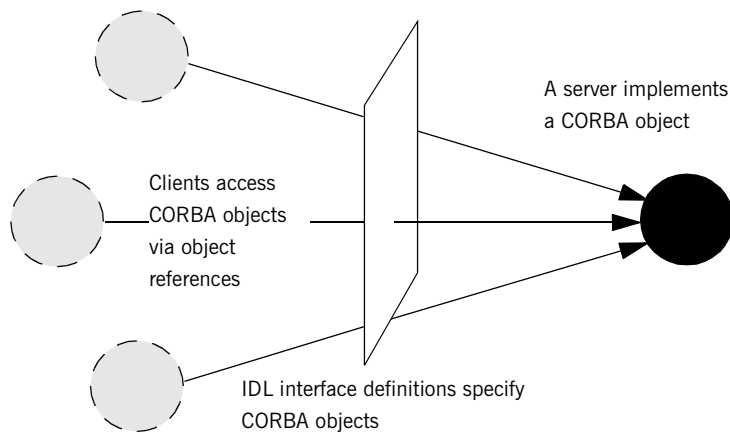 A server implements
a CORBA object
Clients access
CORBA objects
via object
references
IDL interface definitions specify
CORBA objects